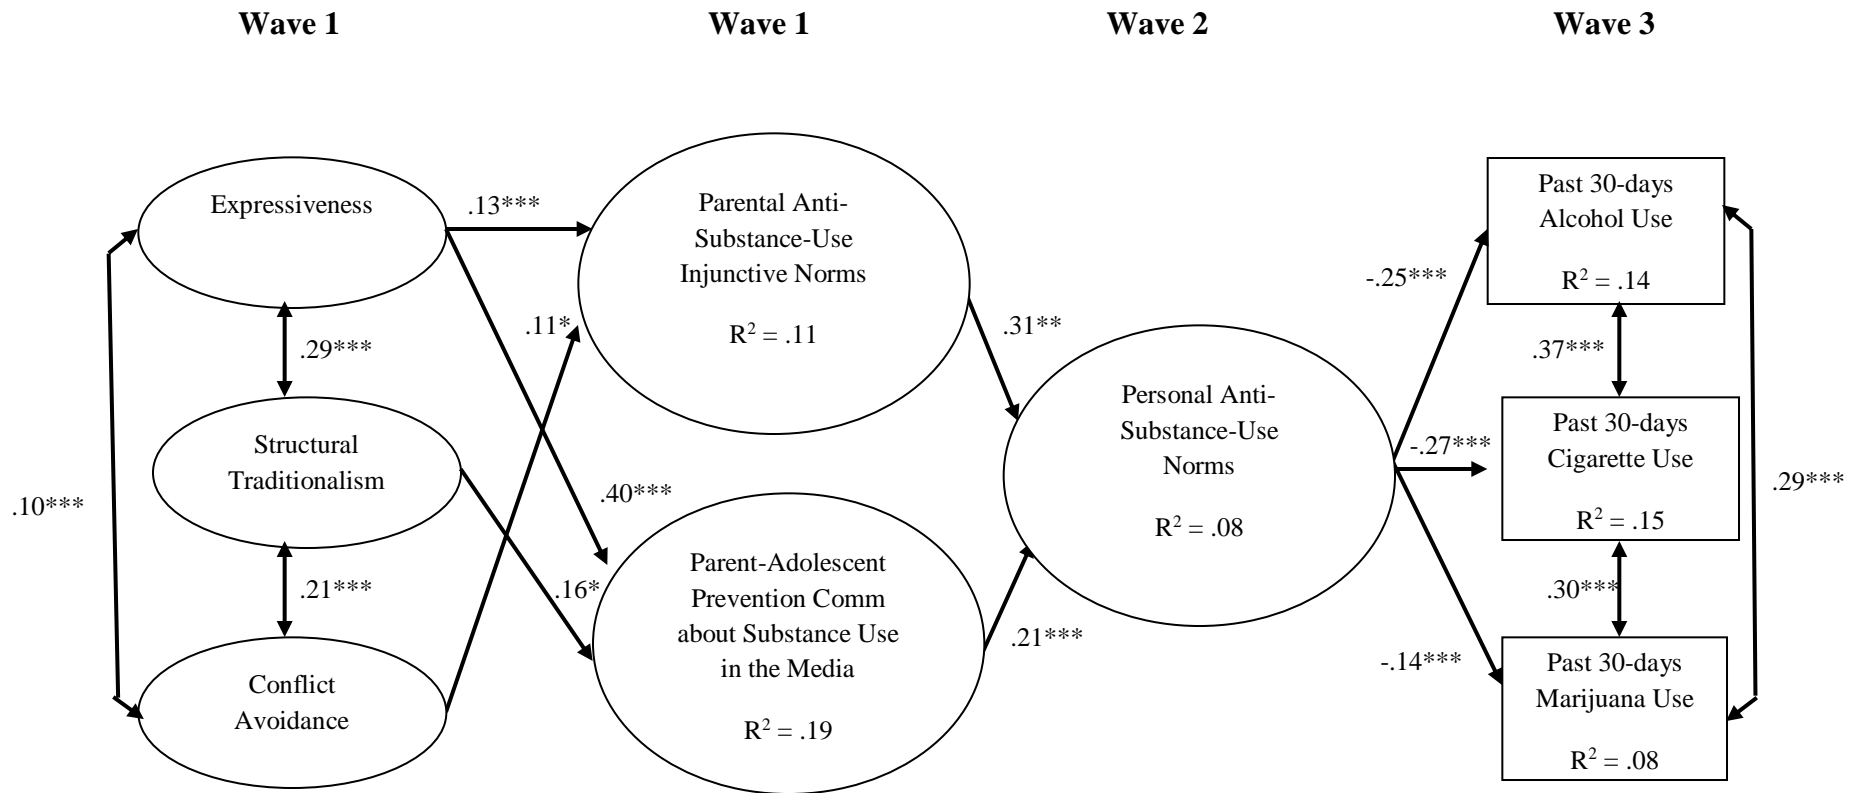 Wave 1
Wave 1
Wave 2
Wave 3
Expressiveness
.13***
Parental Anti-
Substance-Use
Injunctive Norms
R² = .11
Past 30-days
Alcohol Use
R² = .14
-.25***
.11*
.31**
.29***
.37***
Structural
Traditionalism
Personal Anti-
Substance-Use
Norms
R² = .08
-.27***
Past 30-days
Cigarette Use
R² = .15
.10***
.40***
.29***
Parent-Adolescent
Prevention Comm
about Substance Use
in the Media
R² = .19
.21***
.16*
.30***
.21***
-.14***
Conflict
Avoidance
Past 30-days
Marijuana Use
R² = .08